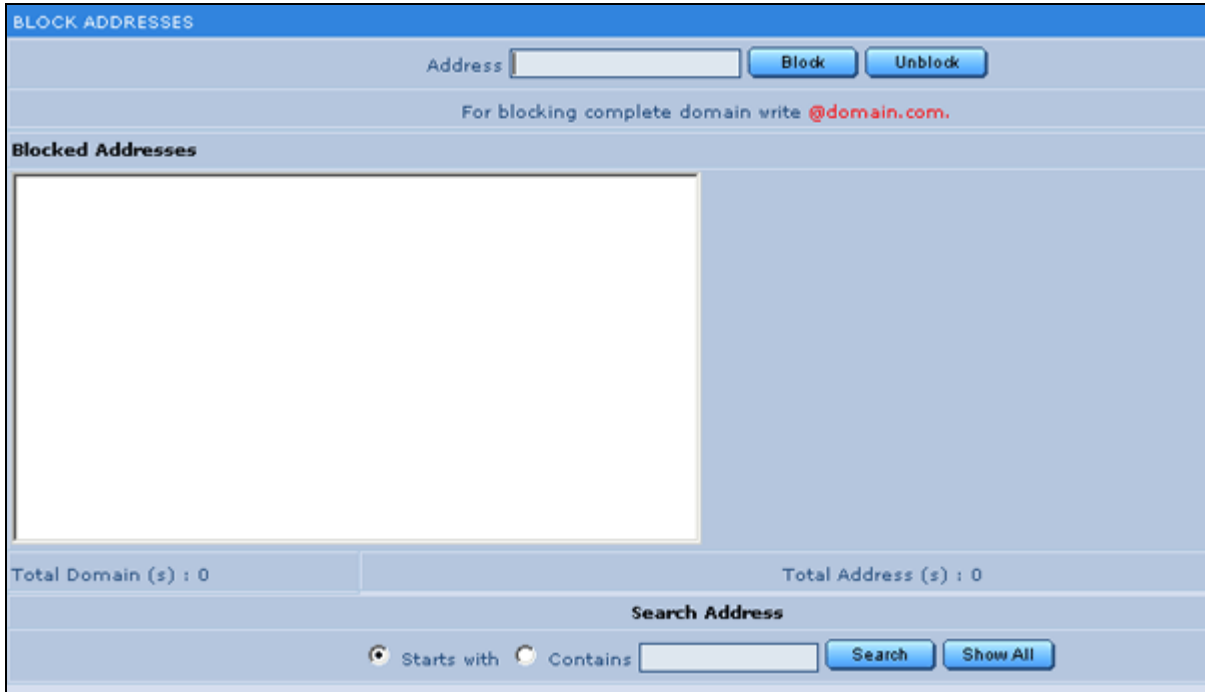 BLOCK ADDRESSES
Address Block Unblock
For blocking complete domain write @domain.com.
Blocked Addresses
Total Domain (s) : 0 Total Address (s) : 0
Search Address
Starts with Contains Search Show All